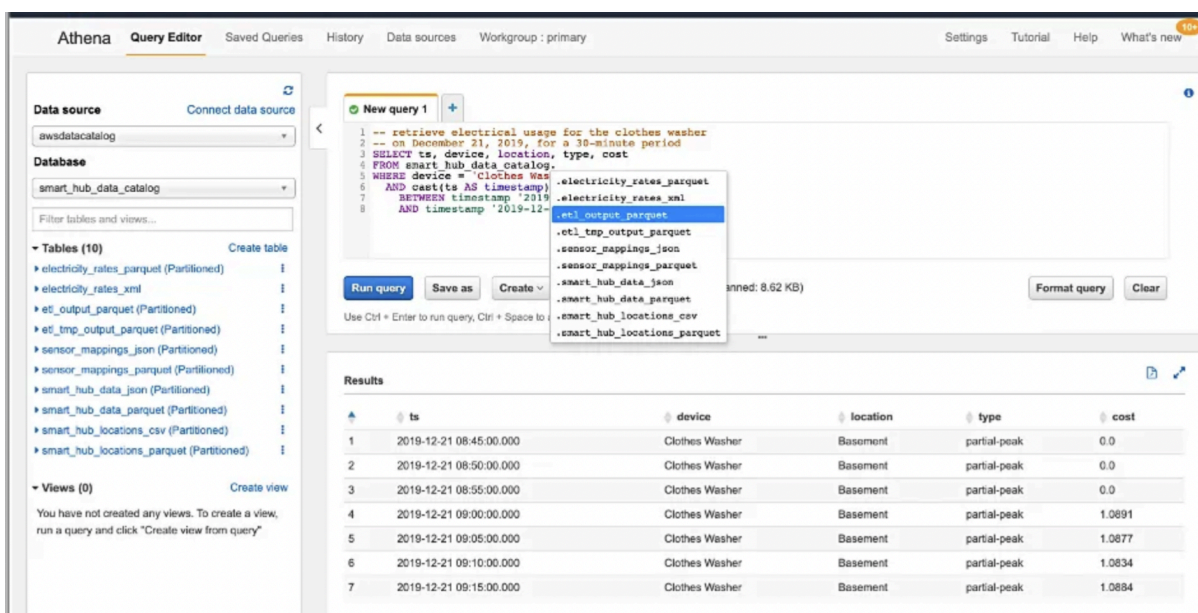 Athena Query Editor Saved Queries History Data sources Workgroup : primary Settings Tutorial Help What's new 10+
Data source Connect data source
awsdatacatalog
Database
smart_hub_data_catalog
Filter tables and views...
Tables (10) Create table
electricity_rates_parquet (Partitioned)
electricity_rates_xml
etl_output_parquet (Partitioned)
etl_tmp_output_parquet (Partitioned)
sensor_mappings_json (Partitioned)
sensor_mappings_parquet (Partitioned)
smart_hub_data_json (Partitioned)
smart_hub_data_parquet (Partitioned)
smart_hub_locations_csv (Partitioned)
smart_hub_locations_parquet (Partitioned)
Views (0) Create view
You have not created any views. To create a view,
run a query and click "Create view from query"
New query 1 +
1 -- retrieve electrical usage for the clothes washer
2 -- on December 21, 2019, for a 30-minute period
3 SELECT ts, device, location, type, cost
4 FROM smart_hub_data_catalog.
5 WHERE device = 'Clothes Was
6 AND cast(ts AS timestamp)
7 BETWEEN timestamp '2019
8 AND timestamp '2019-12-
.electricity_rates_parquet
.electricity_rates_xml
.etl_output_parquet
.etl_tmp_output_parquet
.sensor_mappings_json
.sensor_mappings_parquet
.smart_hub_data_json
.smart_hub_data_parquet
.smart_hub_locations_csv
.smart_hub_locations_parquet
Run query Save as Create anned: 8.62 KB) Format query Clear
Use Ctrl + Enter to run query, Ctrl + Space to
Results
ts device location type cost
1 2019-12-21 08:45:00.000 Clothes Washer Basement partial-peak 0.0
2 2019-12-21 08:50:00.000 Clothes Washer Basement partial-peak 0.0
3 2019-12-21 08:55:00.000 Clothes Washer Basement partial-peak 0.0
4 2019-12-21 09:00:00.000 Clothes Washer Basement partial-peak 1.0891
5 2019-12-21 09:05:00.000 Clothes Washer Basement partial-peak 1.0877
6 2019-12-21 09:10:00.000 Clothes Washer Basement partial-peak 1.0834
7 2019-12-21 09:15:00.000 Clothes Washer Basement partial-peak 1.0884